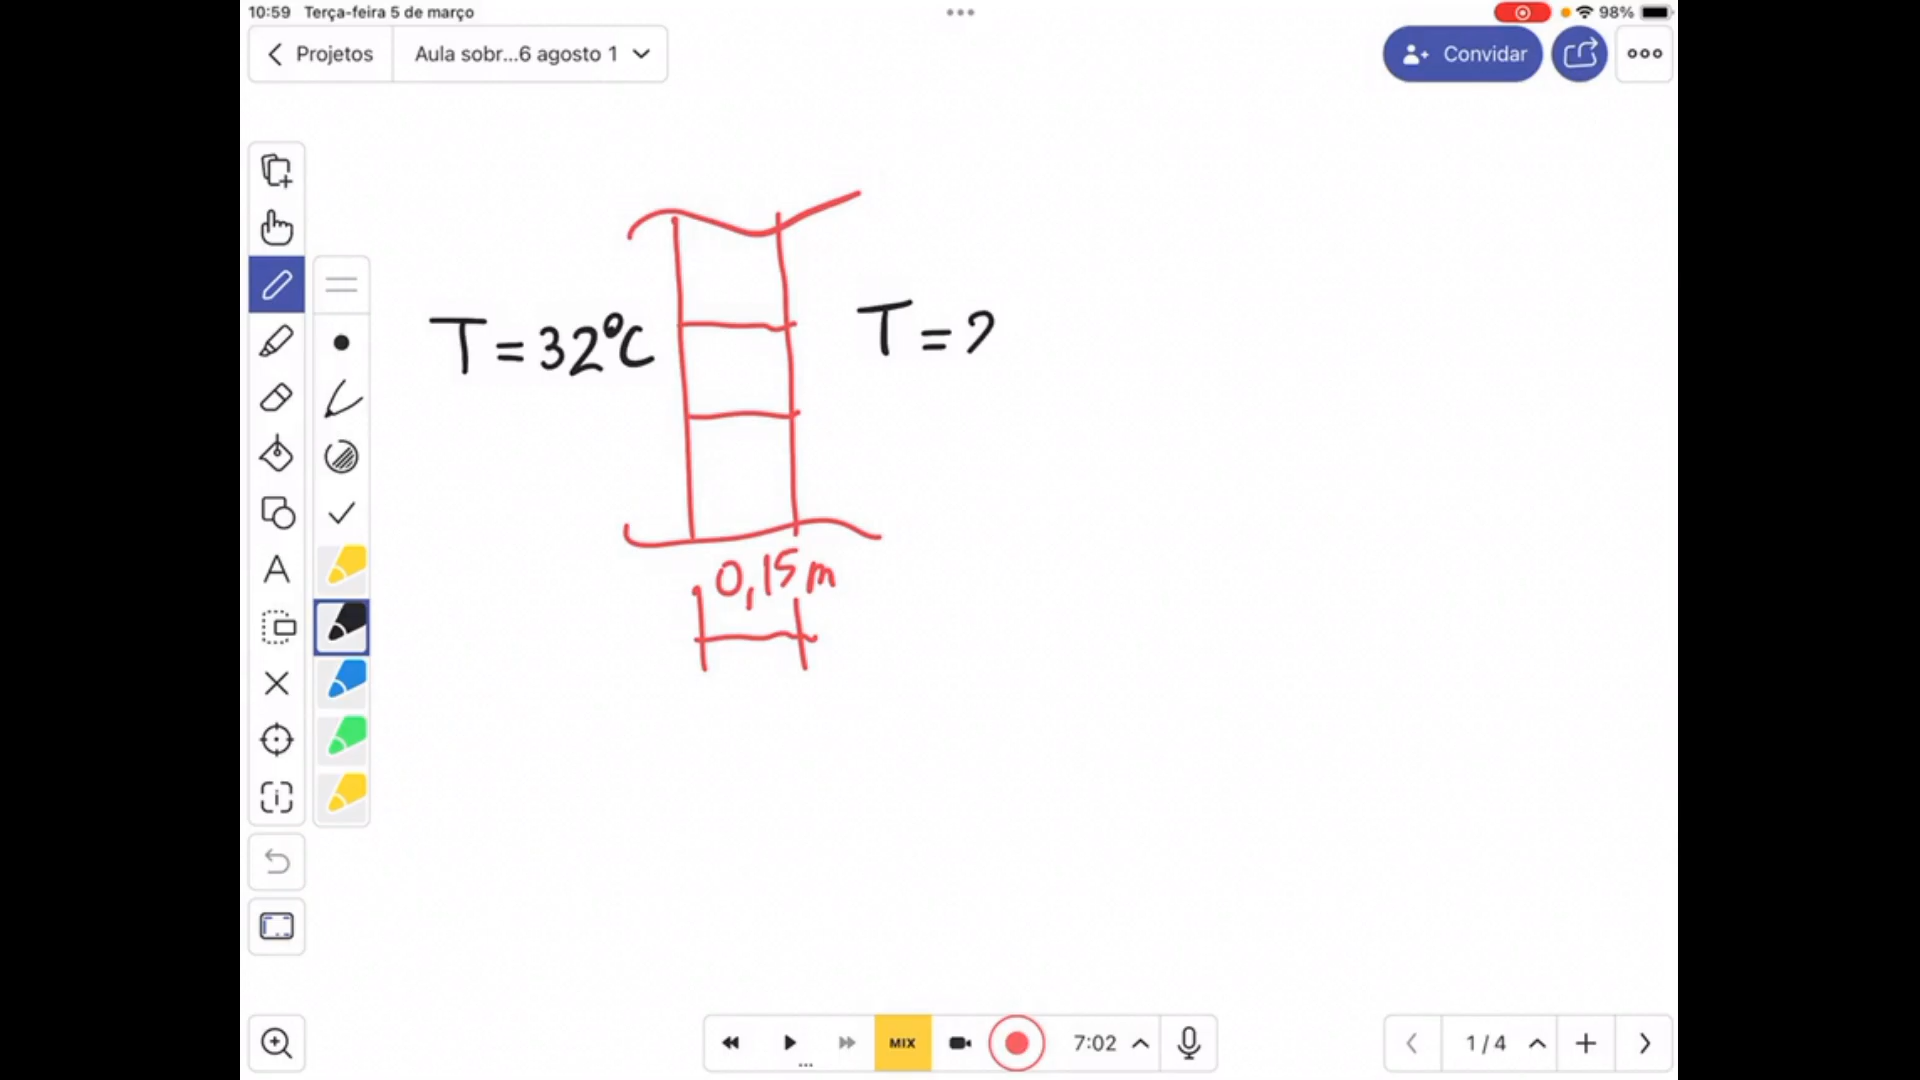 10:59 Terça-feira 5 de março
98%
Projetos
Aula sobr...6 agosto 1
Convidar
T = 32°C
T = ?
0,15 m
A
MIX
7:02
1 / 4